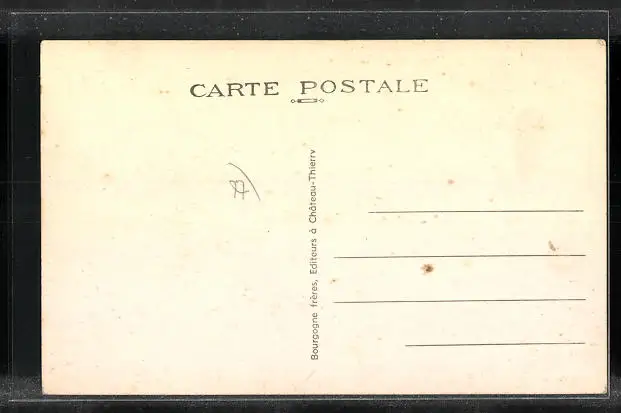 CARTE POSTALE
Bourgogne frères, Editeurs à Château-Thierry